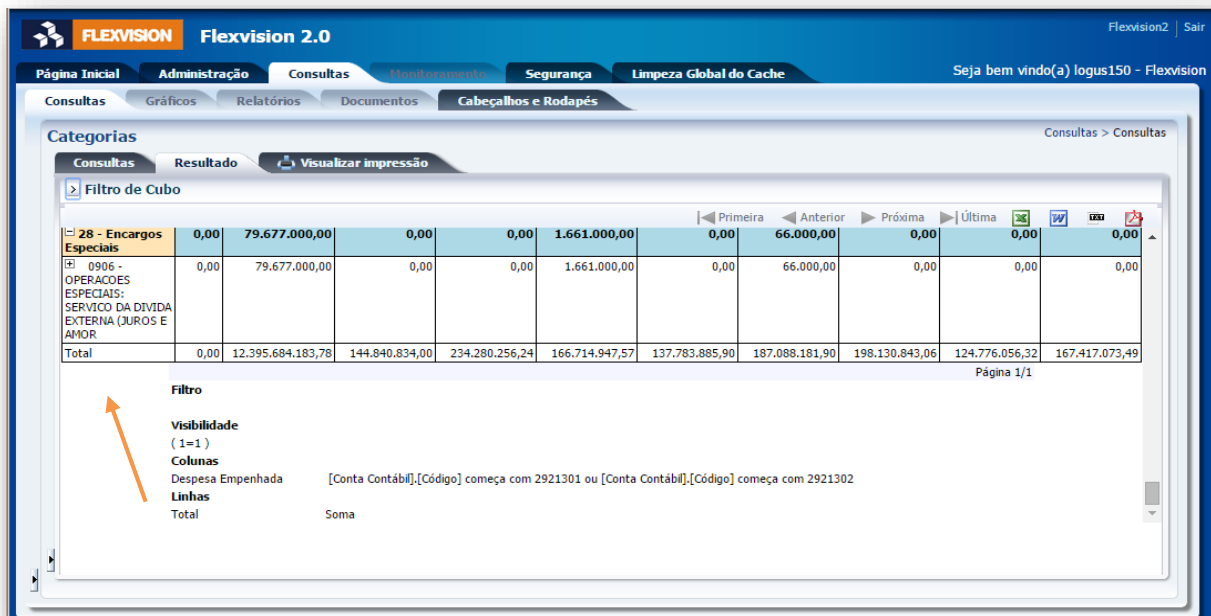 Flexvision2 | Sair
FLEXVISION Flexvision 2.0
Página Inicial Administração Consultas Monitoramento Segurança Limpeza Global do Cache Seja bem vindo(a) logus150 - Flexvision
Consultas Gráficos Relatórios Documentos Cabeçalhos e Rodapés
Categorias Consultas > Consultas
Consultas Resultado Visualizar impressão
Filtro de Cubo
Primeira Anterior Próxima Última
28 - Encargos 0,00 79.677.000,00 0,00 0,00 1.661.000,00 0,00 66.000,00 0,00 0,00 0,00
Especiais
0906 - 0,00 79.677.000,00 0,00 0,00 1.661.000,00 0,00 66.000,00 0,00 0,00 0,00
OPERACOES
ESPECIAIS:
SERVICO DA DIVIDA
EXTERNA (JUROS E
AMOR
Total 0,00 12.395.684.183,78 144.840.834,00 234.280.256,24 166.714.947,57 137.783.885,90 187.088.181,90 198.130.843,06 124.776.056,32 167.417.073,49
Página 1/1
Filtro
Visibilidade
( 1=1 )
Colunas
Despesa Empenhada [Conta Contábil].[Código] começa com 2921301 ou [Conta Contábil].[Código] começa com 2921302
Linhas
Total Soma